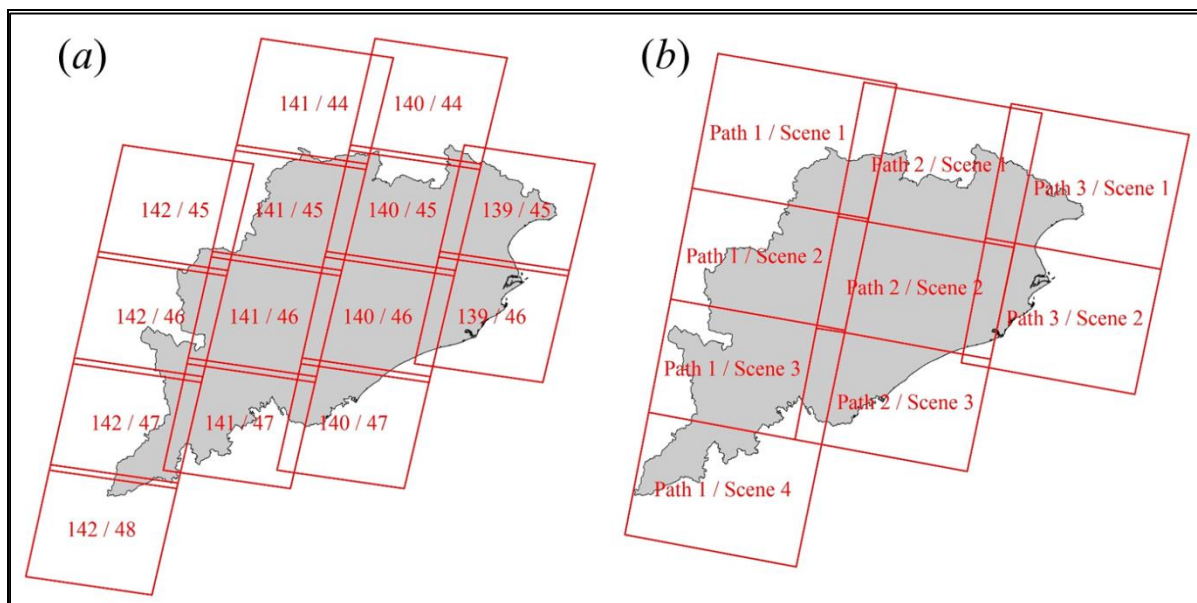 (a)
141 / 44
140 / 44
142 / 45
141 / 45
140 / 45
139 / 45
142 / 46
141 / 46
140 / 46
139 / 46
142 / 47
141 / 47
140 / 47
142 / 48
(b)
Path 1 / Scene 1
Path 2 / Scene 1
Path 3 / Scene 1
Path 1 / Scene 2
Path 2 / Scene 2
Path 3 / Scene 2
Path 1 / Scene 3
Path 2 / Scene 3
Path 1 / Scene 4